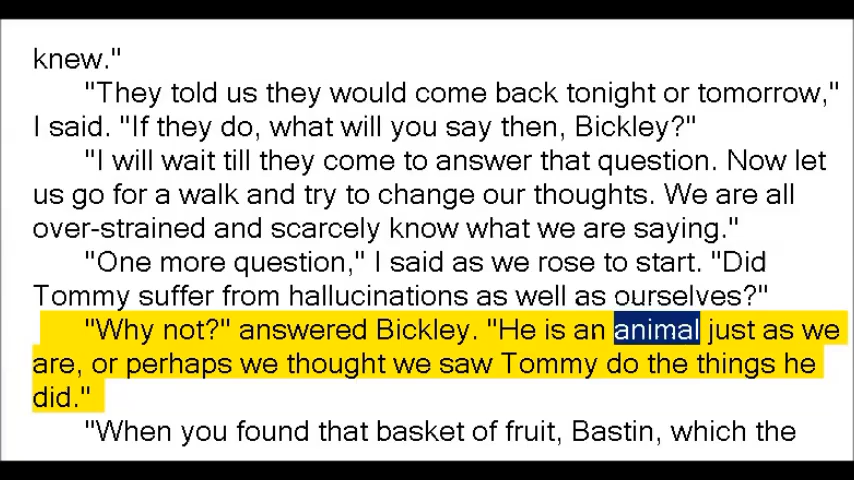 knew."
"They told us they would come back tonight or tomorrow,"
I said. "If they do, what will you say then, Bickley?"
"I will wait till they come to answer that question. Now let
us go for a walk and try to change our thoughts. We are all
over-strained and scarcely know what we are saying."
"One more question," I said as we rose to start. "Did
Tommy suffer from hallucinations as well as ourselves?"
"Why not?" answered Bickley. "He is an animal just as we
are, or perhaps we thought we saw Tommy do the things he
did."
"When you found that basket of fruit, Bastin, which the